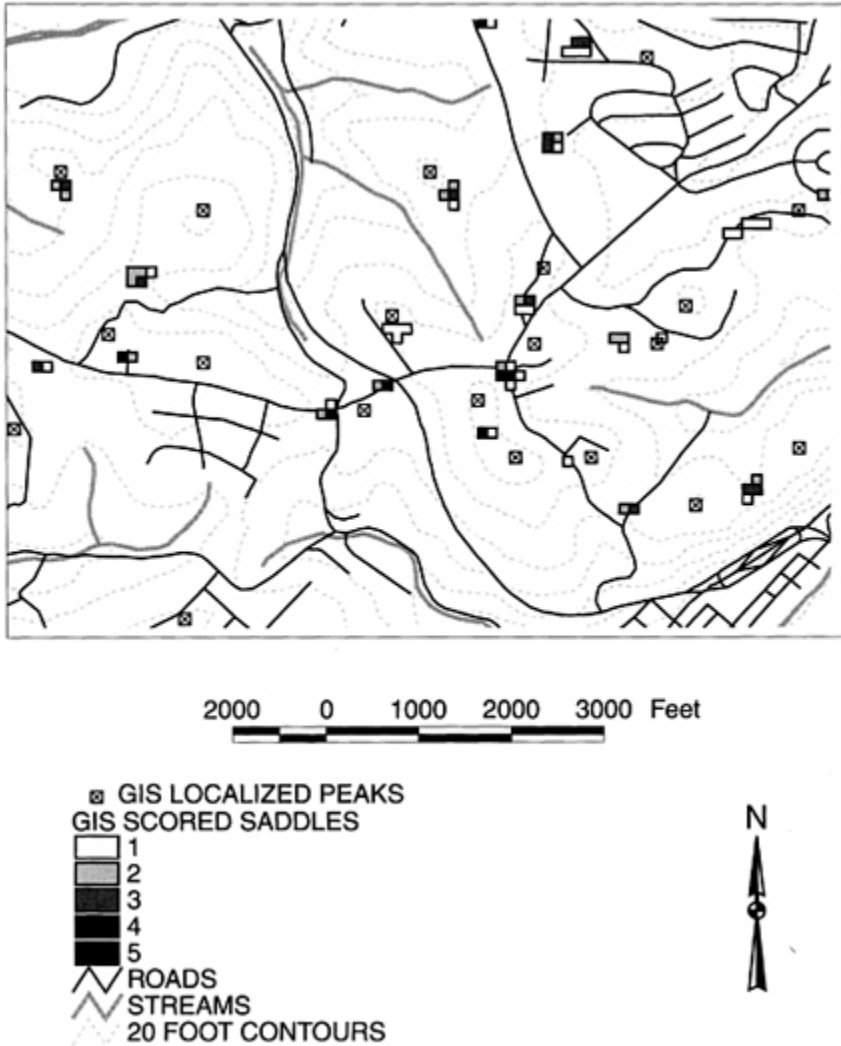 2000 0 1000 2000 3000 Feet
GIS LOCALIZED PEAKS
GIS SCORED SADDLES
1
2
3
4
5
ROADS
STREAMS
20 FOOT CONTOURS
N